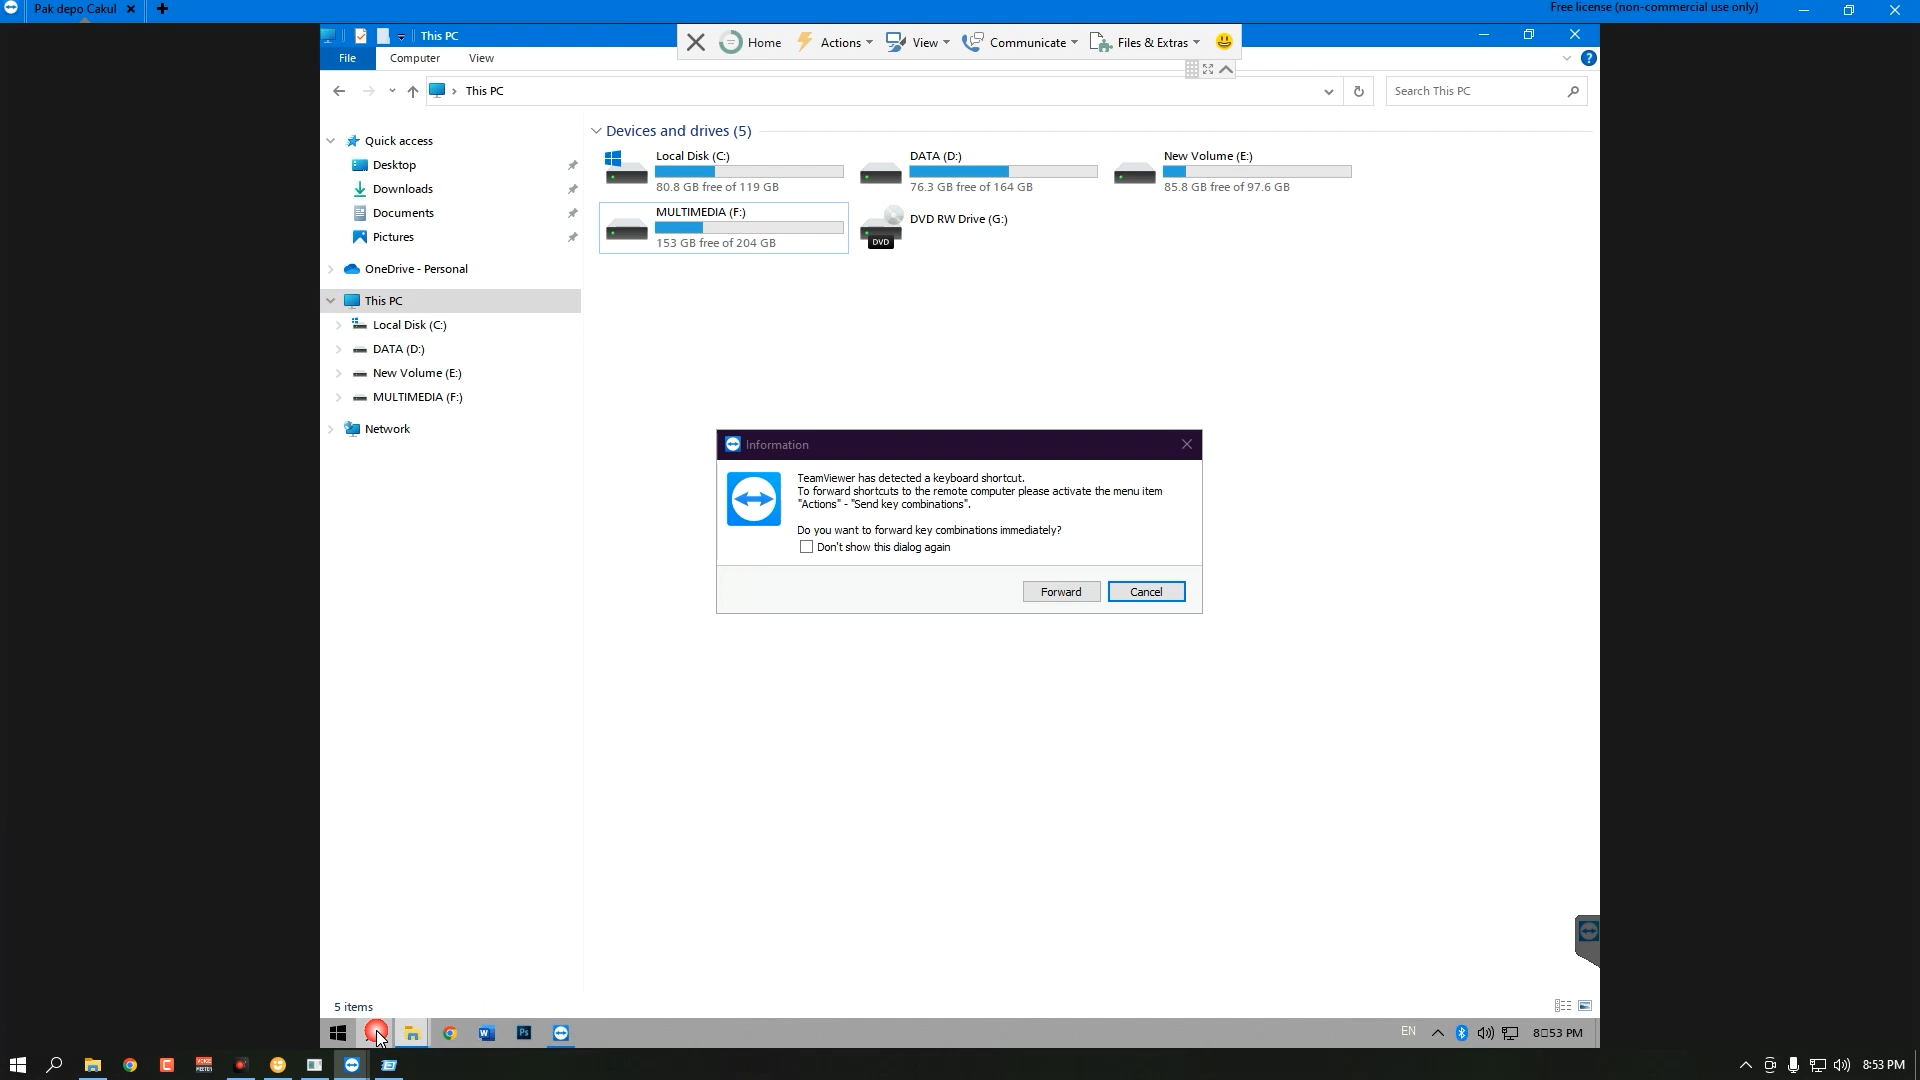 Pak depo Cakul
Free license (non-commercial use only)
This PC
Home
Actions
View
Communicate
Files & Extras
File
Computer
View
This PC
Search This PC
Quick access
Desktop
Downloads
Documents
Pictures
OneDrive - Personal
This PC
Local Disk (C:)
DATA (D:)
New Volume (E:)
MULTIMEDIA (F:)
Network
Devices and drives (5)
Local Disk (C:)
80.8 GB free of 119 GB
DATA (D:)
76.3 GB free of 164 GB
New Volume (E:)
85.8 GB free of 97.6 GB
MULTIMEDIA (F:)
153 GB free of 204 GB
DVD RW Drive (G:)
DVD
Information
TeamViewer has detected a keyboard shortcut.
To forward shortcuts to the remote computer please activate the menu item
"Actions" - "Send key combinations".
Do you want to forward key combinations immediately?
Don't show this dialog again
Forward
Cancel
5 items
W
Ps
EN
8□53 PM
8:53 PM